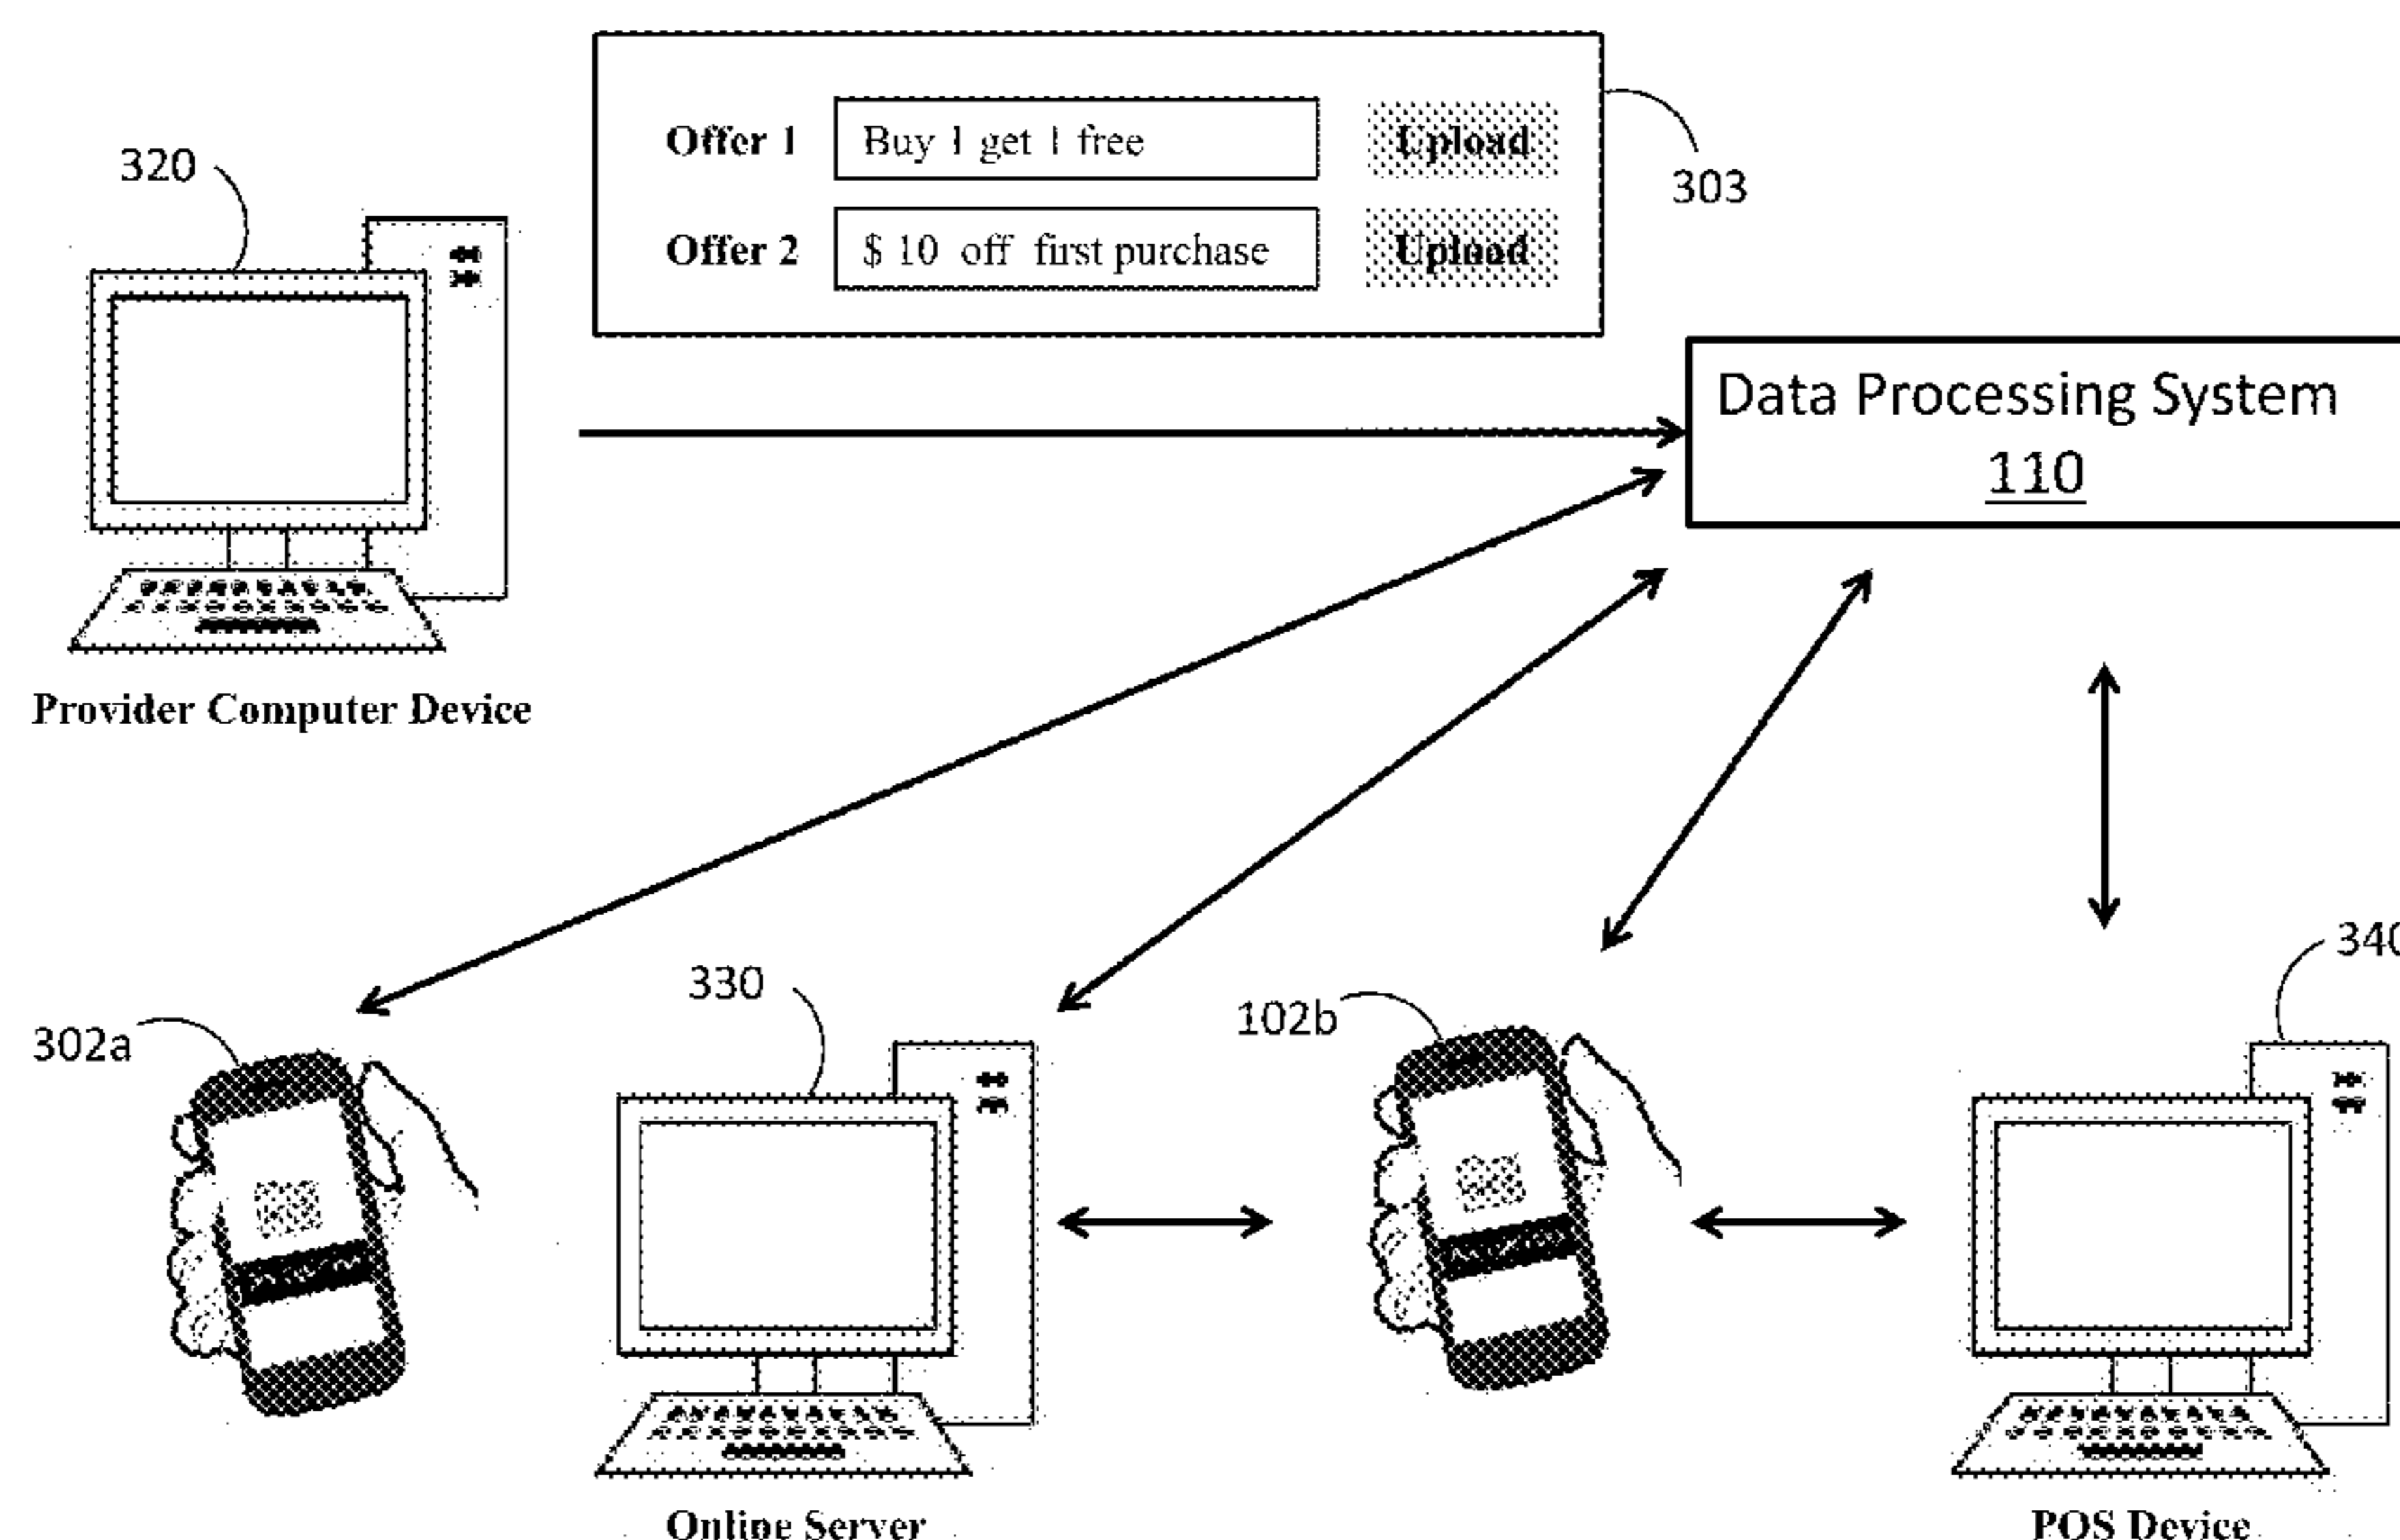 320
Offer 1 Buy 1 get 1 free Upload
303
Offer 2 $ 10 off first purchase Upload
Data Processing System
110
Provider Computer Device
340
330
102b
302a
Online Server
POS Device